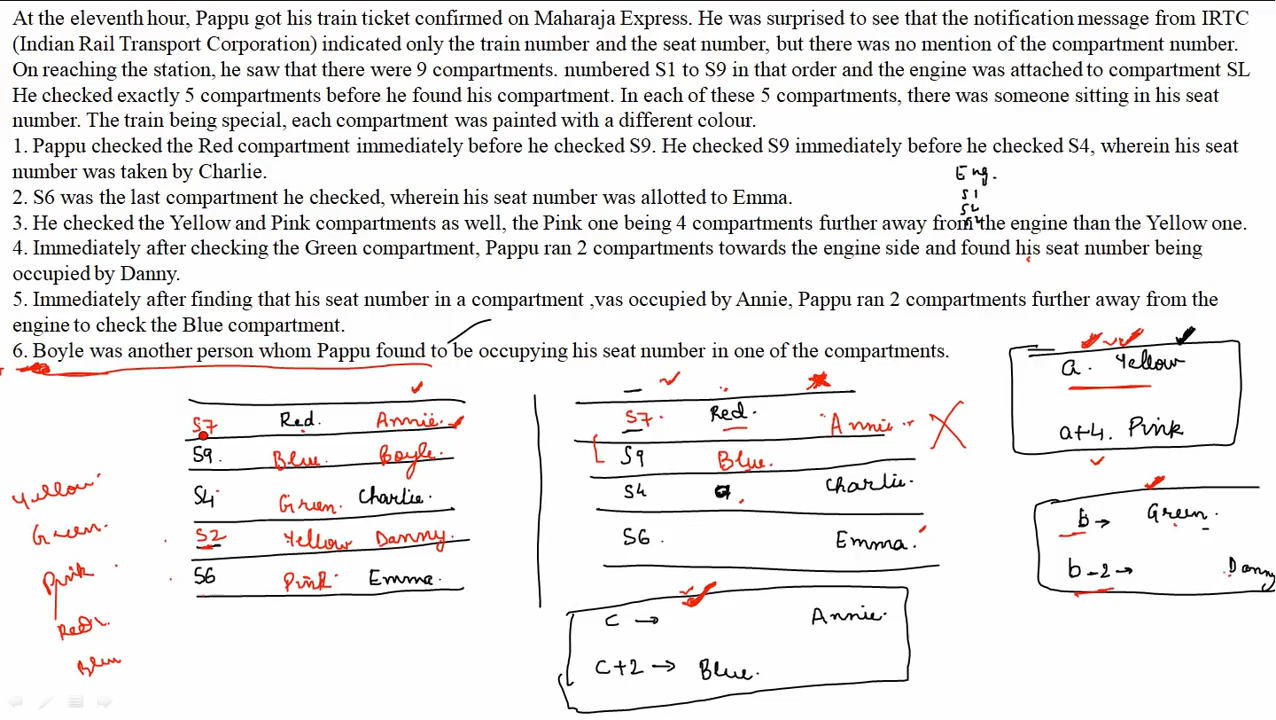 At the eleventh hour, Pappu got his train ticket confirmed on Maharaja Express. He was surprised to see that the notification message from IRTC
(Indian Rail Transport Corporation) indicated only the train number and the seat number, but there was no mention of the compartment number.
On reaching the station, he saw that there were 9 compartments. numbered S1 to S9 in that order and the engine was attached to compartment SL
He checked exactly 5 compartments before he found his compartment. In each of these 5 compartments, there was someone sitting in his seat
number. The train being special, each compartment was painted with a different colour.
1. Pappu checked the Red compartment immediately before he checked S9. He checked S9 immediately before he checked S4, wherein his seat
number was taken by Charlie.
Eng.
S1
S2
S4
2. S6 was the last compartment he checked, wherein his seat number was allotted to Emma.
3. He checked the Yellow and Pink compartments as well, the Pink one being 4 compartments further away from the engine than the Yellow one.
4. Immediately after checking the Green compartment, Pappu ran 2 compartments towards the engine side and found his seat number being
occupied by Danny.
5. Immediately after finding that his seat number in a compartment ,vas occupied by Annie, Pappu ran 2 compartments further away from the
engine to check the Blue compartment.
6. Boyle was another person whom Pappu found to be occupying his seat number in one of the compartments.
S7 Red. Annie.
S9. Blue. Boyle.
S4 Green. Charlie.
S2 Yellow Danny.
S6 Pink. Emma.
Yellow
Green.
Pink
Red
Blue
S7. Red. Annie.
S9 Blue.
S4 G. Charlie.
S6. Emma.
c → Annie.
c+2 → Blue.
a. Yellow
a+4. Pink
b → Green.
b-2 → Danny